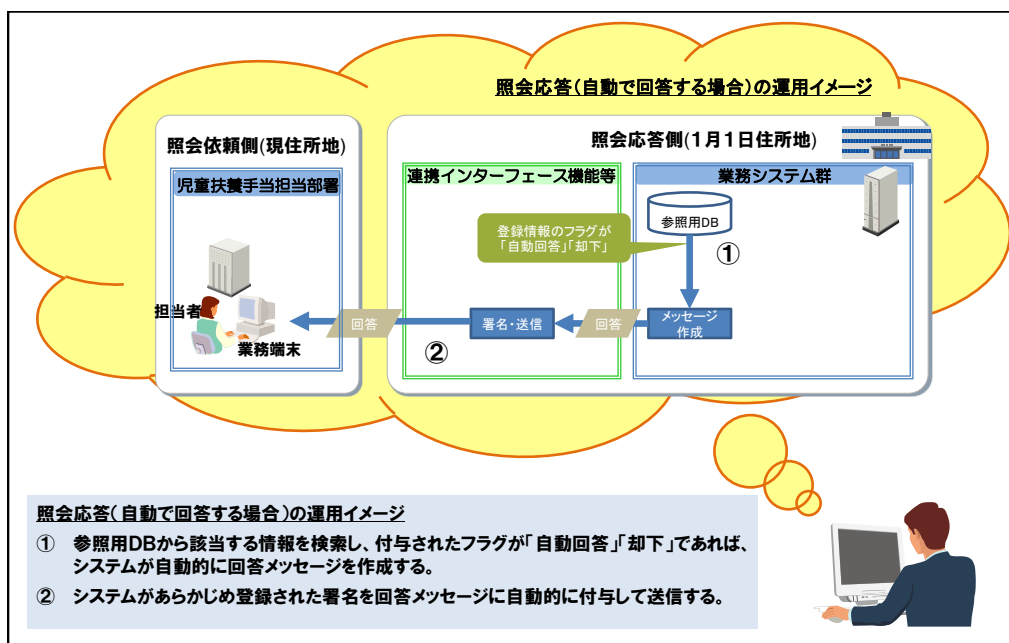 照会応答(自動で回答する場合)の運用イメージ
照会依頼側(現住所地)
児童扶養手当担当部署
担当者
業務端末
照会応答側(1月1日住所地)
連携インターフェース機能等
業務システム群
参照用DB
登録情報のフラグが
「自動回答」「却下」
①
メッセージ
作成
回答
署名・送信
②
回答
照会応答(自動で回答する場合)の運用イメージ
① 参照用DBから該当する情報を検索し、付与されたフラグが「自動回答」「却下」であれば、
システムが自動的に回答メッセージを作成する。
② システムがあらかじめ登録された署名を回答メッセージに自動的に付与して送信する。